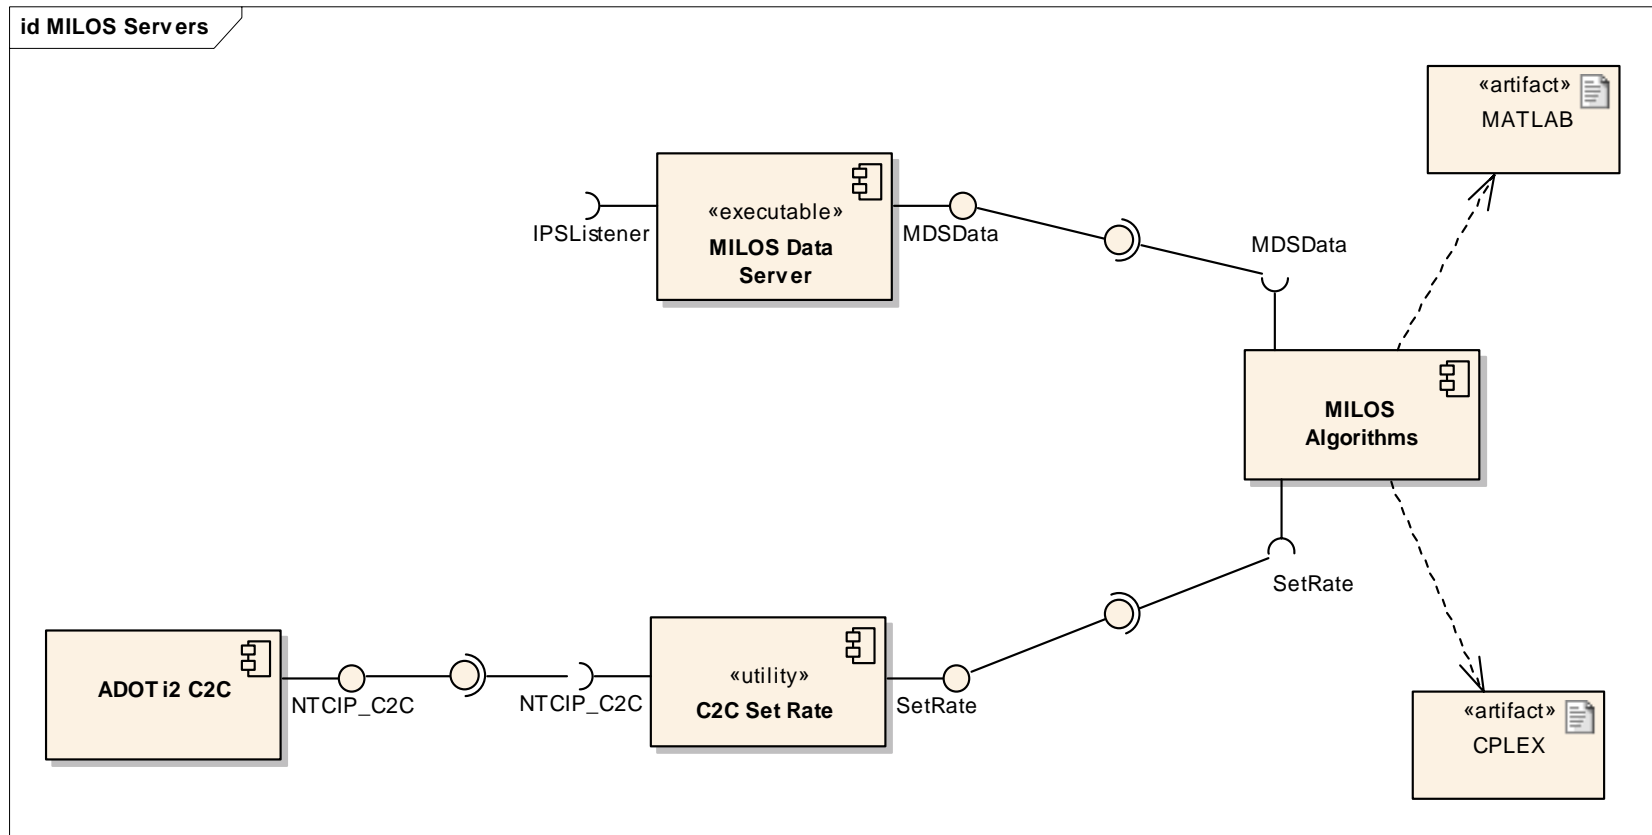 id MILOS Servers
«artifact»
MATLAB
«executable»
MILOS Data
Server
IPSListener
MDSData
MDSData
MILOS
Algorithms
SetRate
ADOT i2 C2C
NTCIP_C2C
NTCIP_C2C
«utility»
C2C Set Rate
SetRate
«artifact»
CPLEX